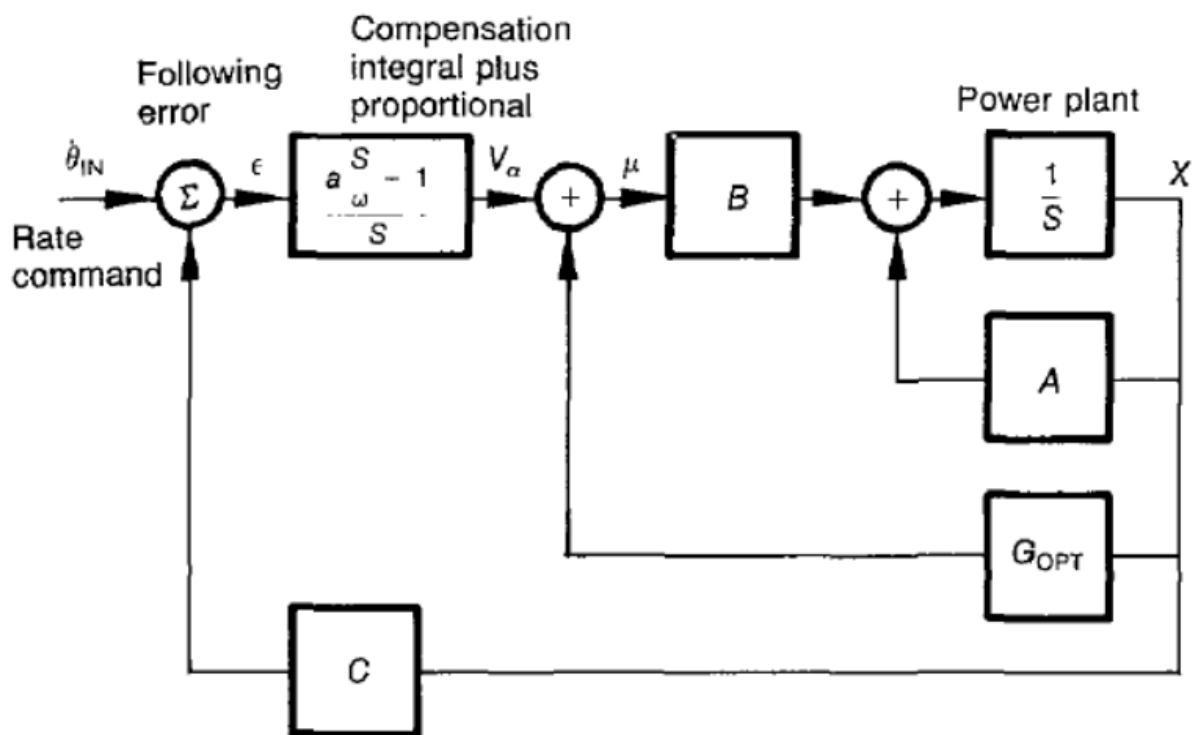 Compensation
integral plus
proportional
Following
error
Power plant
θ̇IN
Σ
ε
a S/ω - 1
S
Vα
+
μ
B
+
1
S
X
Rate
command
A
GOPT
C